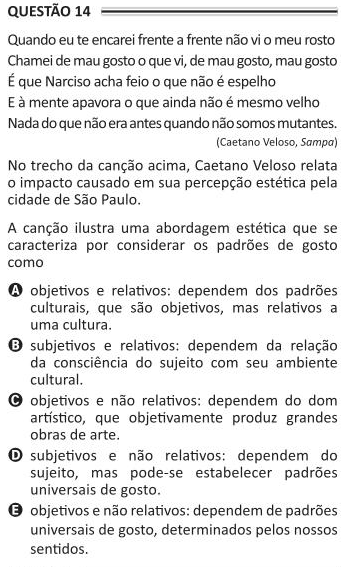 QUESTÃO 14
Quando eu te encarei frente a frente não vi o meu rosto
Chamei de mau gosto o que vi, de mau gosto, mau gosto
É que Narciso acha feio o que não é espelho
E à mente apavora o que ainda não é mesmo velho
Nada do que não era antes quando não somos mutantes.
(Caetano Veloso, Sampa)
No trecho da canção acima, Caetano Veloso relata
o impacto causado em sua percepção estética pela
cidade de São Paulo.
A canção ilustra uma abordagem estética que se
caracteriza por considerar os padrões de gosto
como
A objetivos e relativos: dependem dos padrões
culturais, que são objetivos, mas relativos a
uma cultura.
B subjetivos e relativos: dependem da relação
da consciência do sujeito com seu ambiente
cultural.
C objetivos e não relativos: dependem do dom
artístico, que objetivamente produz grandes
obras de arte.
D subjetivos e não relativos: dependem do
sujeito, mas pode-se estabelecer padrões
universais de gosto.
E objetivos e não relativos: dependem de padrões
universais de gosto, determinados pelos nossos
sentidos.